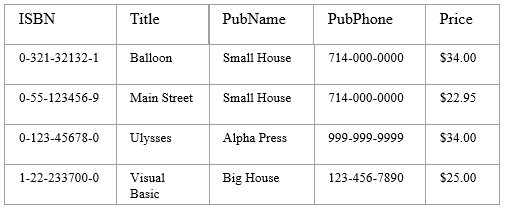 ISBN Title PubName PubPhone Price
0-321-32132-1 Balloon Small House 714-000-0000 $34.00
0-55-123456-9 Main Street Small House 714-000-0000 $22.95
0-123-45678-0 Ulysses Alpha Press 999-999-9999 $34.00
1-22-233700-0 Visual Big House 123-456-7890 $25.00
Basic